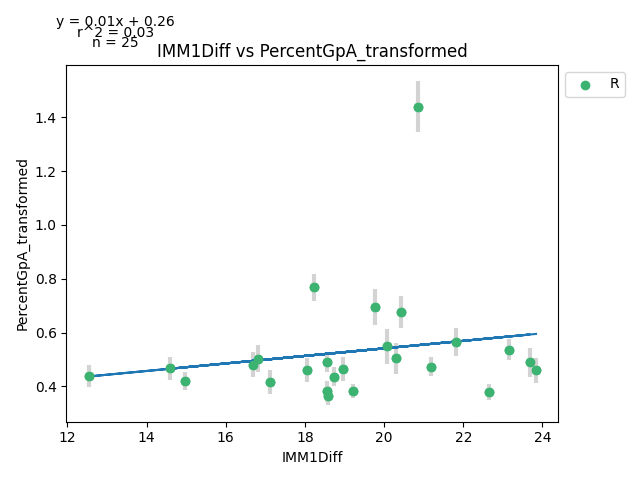 y = 0.01x + 0.26
r^2 = 0.03
n = 25
IMM1Diff vs PercentGpA_transformed
R
PercentGpA_transformed
1.4
1.2
1.0
0.8
0.6
0.4
12 14 16 18 20 22 24
IMM1Diff